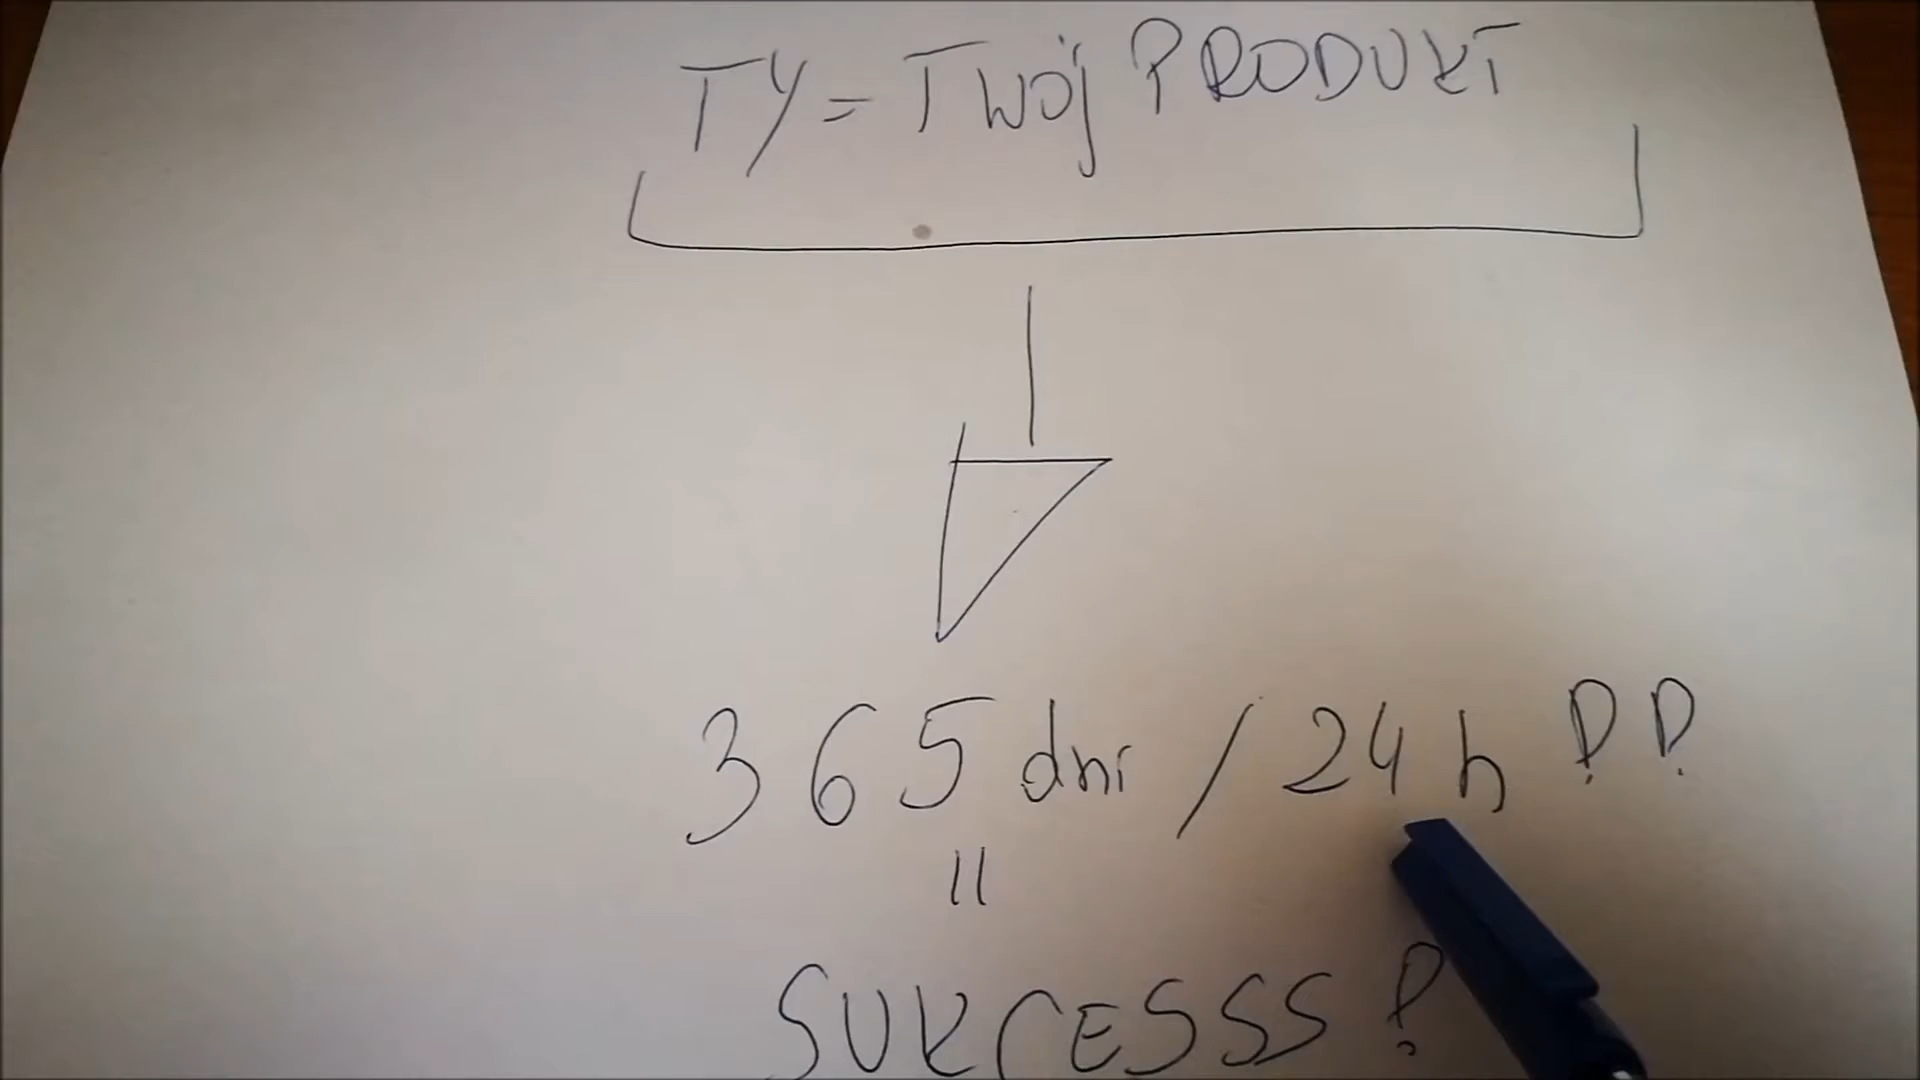 TY = TWÓj PRODUKT
365 dni / 24 h !!
=
SUKCESSS !